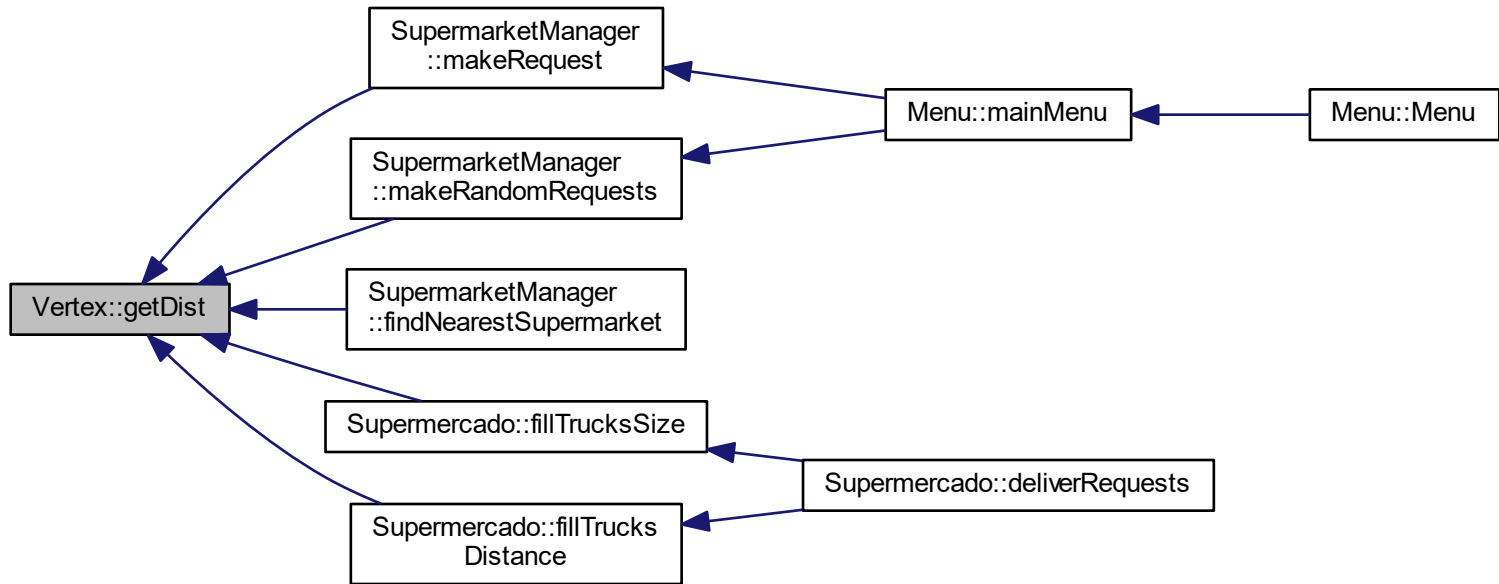 SupermarketManager
::makeRequest
Menu::mainMenu
Menu::Menu
SupermarketManager
::makeRandomRequests
Vertex::getDist
SupermarketManager
::findNearestSupermarket
Supermercado::fillTrucksSize
Supermercado::deliverRequests
Supermercado::fillTrucks
Distance